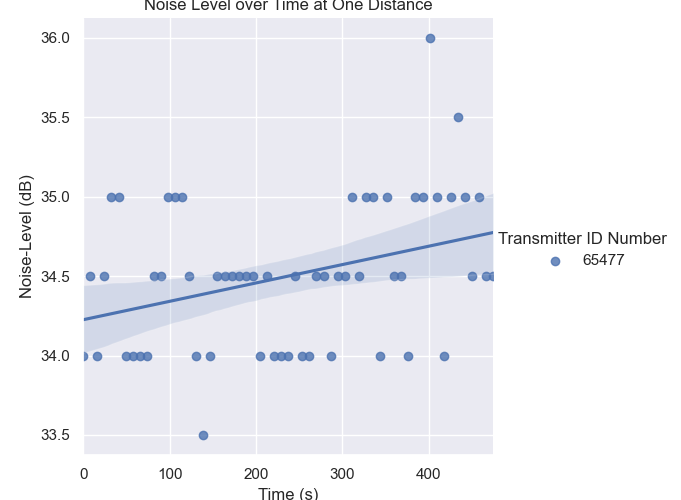 Noise Level over Time at One Distance
36.0
35.5
35.0
34.5
34.0
33.5
Noise-Level (dB)
0 100 200 300 400
Time (s)
Transmitter ID Number
65477